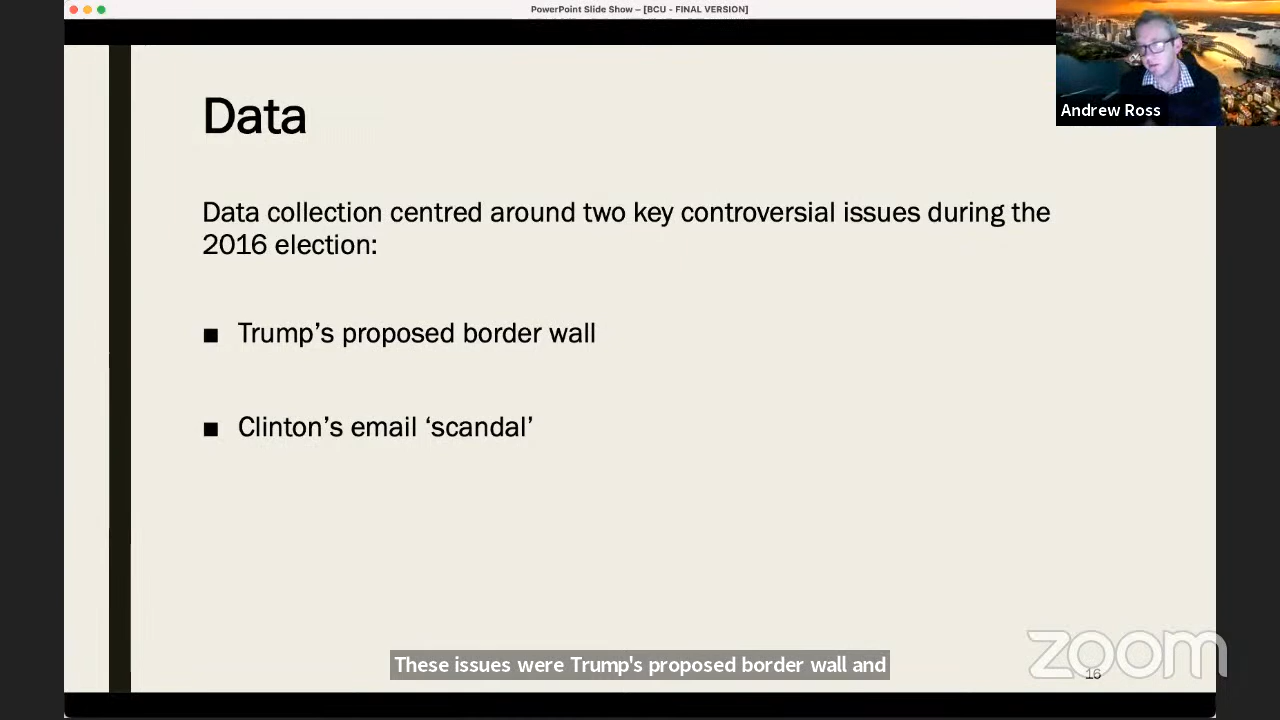 PowerPoint Slide Show – [BCU - FINAL VERSION]
Andrew Ross
Data
Data collection centred around two key controversial issues during the
2016 election:
■ Trump’s proposed border wall
■ Clinton’s email ‘scandal’
These issues were Trump's proposed border wall and
zoom
16